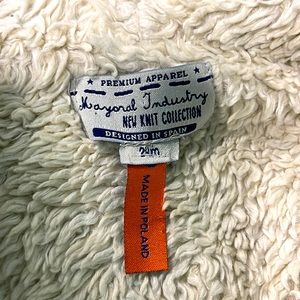 ★ PREMIUM APPAREL ★
Mayoral Industry
NEW KNIT COLLECTION
DESIGNED IN SPAIN
24m
MADE IN POLAND